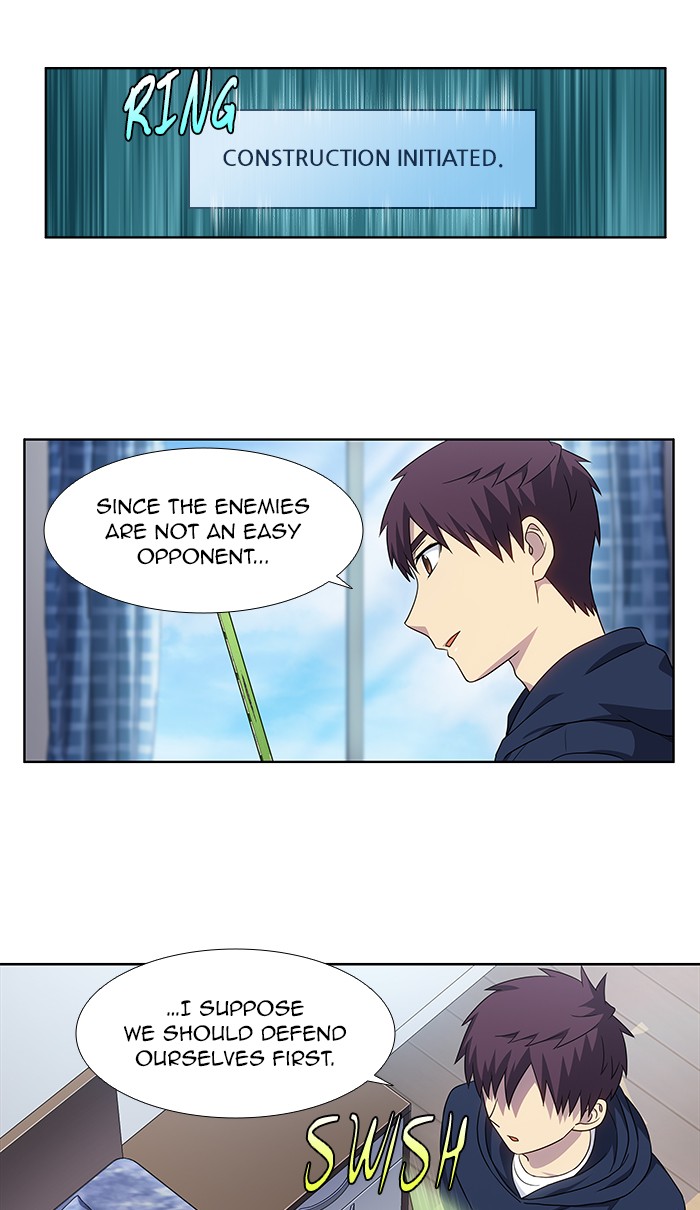 RING
CONSTRUCTION INITIATED.
SINCE THE ENEMIES
ARE NOT AN EASY
OPPONENT...
...I SUPPOSE
WE SHOULD DEFEND
OURSELVES FIRST.
SWISH